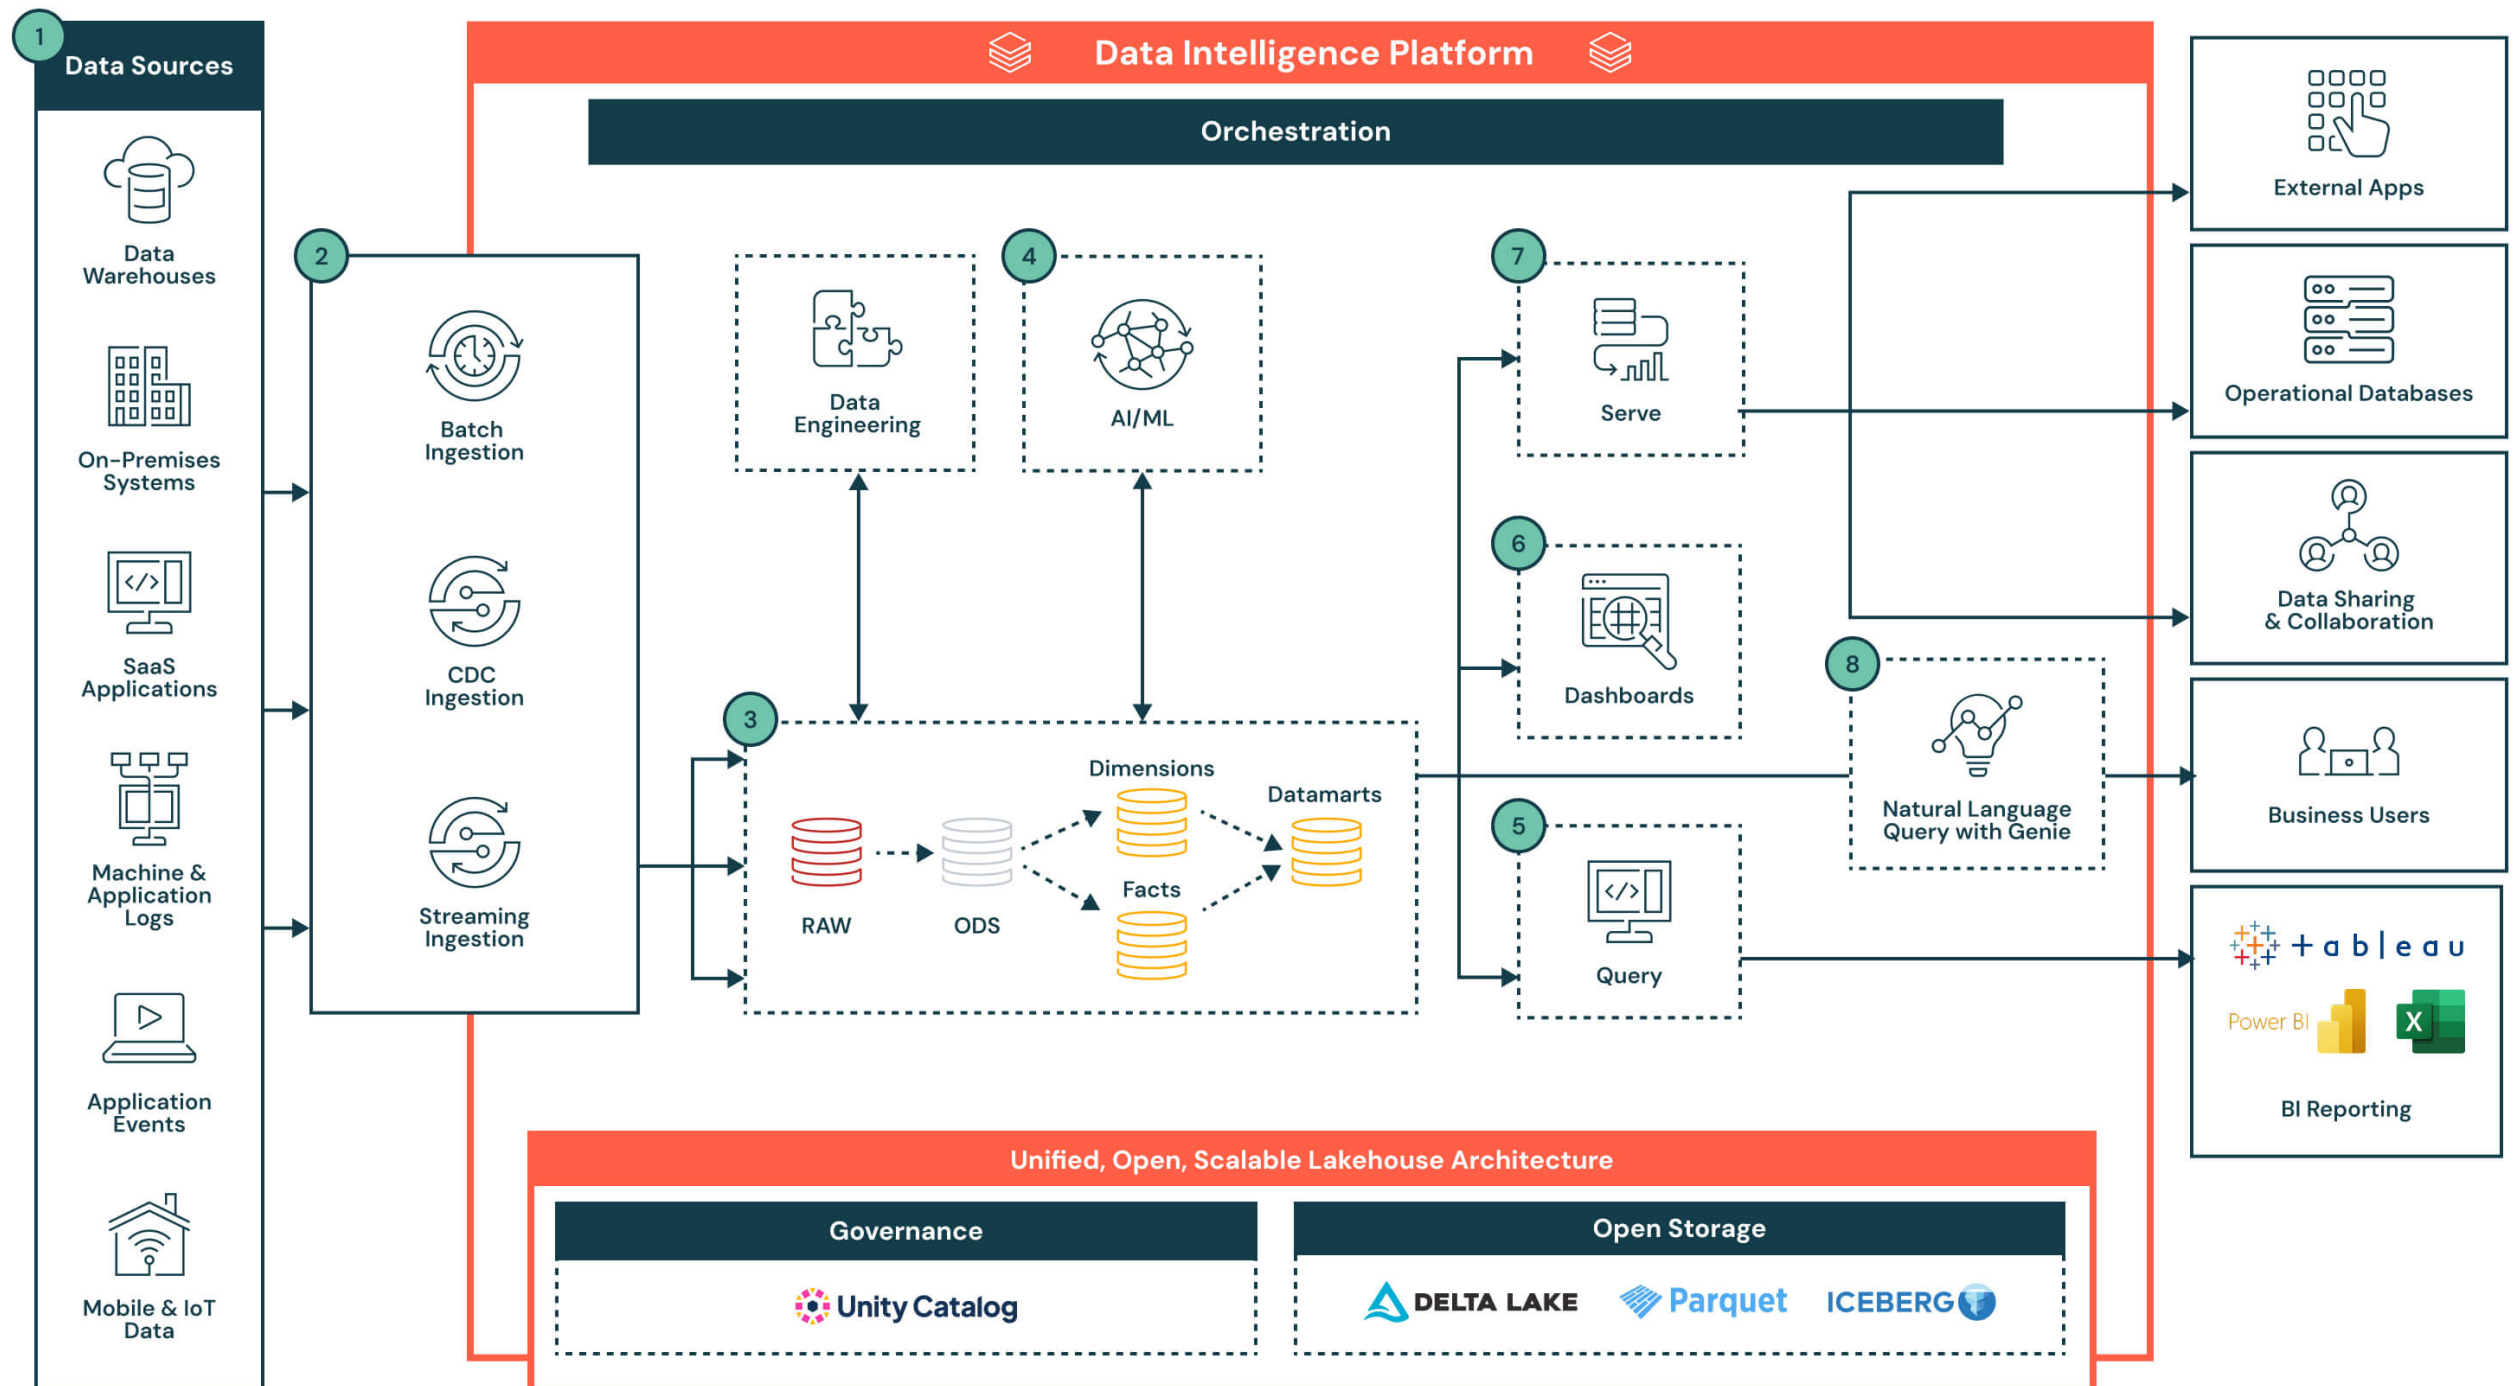 1
Data Sources
Data
Warehouses
On-Premises
Systems
SaaS
Applications
Machine &
Application
Logs
Application
Events
Mobile & IoT
Data
Data Intelligence Platform
Orchestration
2
Batch
Ingestion
CDC
Ingestion
Streaming
Ingestion
Data
Engineering
4
AI/ML
3
RAW
ODS
Dimensions
Facts
Datamarts
7
Serve
6
Dashboards
5
Query
8
Natural Language
Query with Genie
External Apps
Operational Databases
Data Sharing
& Collaboration
Business Users
+ableau
Power BI
X
BI Reporting
Unified, Open, Scalable Lakehouse Architecture
Governance
Unity Catalog
Open Storage
DELTA LAKE
Parquet
ICEBERG